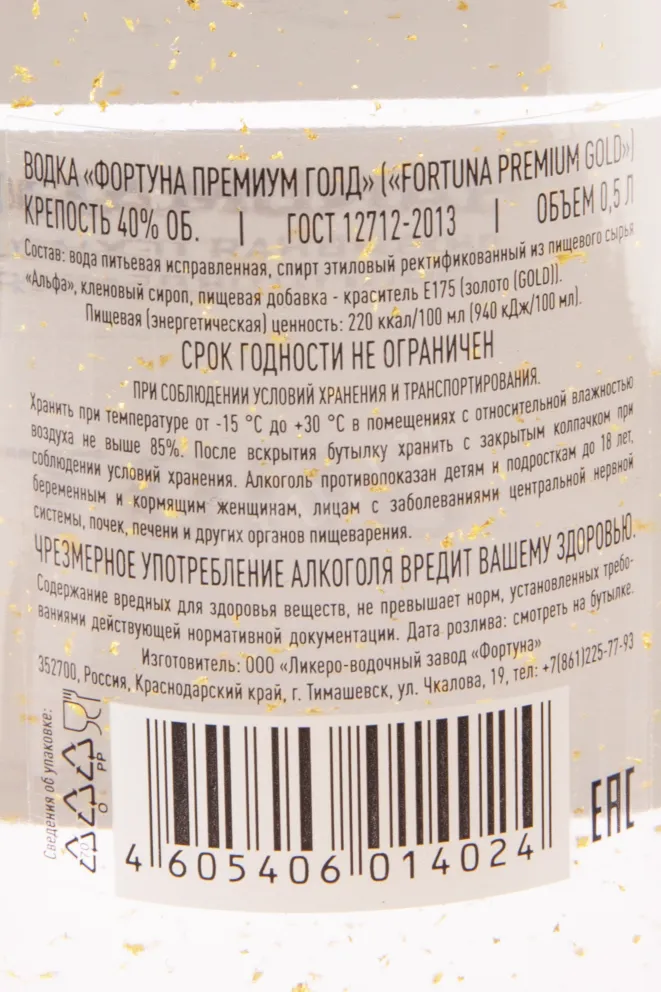 ВОДКА «ФОРТУНА ПРЕМИУМ ГОЛД» («FORTUNA PREMIUM GOLD»)
КРЕПОСТЬ 40% ОБ. | ГОСТ 12712-2013 | ОБЪЕМ 0,5 Л
Состав: вода питьевая исправленная, спирт этиловый ректификованный из пищевого сырья
«Альфа», кленовый сироп, пищевая добавка - краситель Е175 (золото (GOLD)).
Пищевая (энергетическая) ценность: 220 ккал/100 мл (940 кДж/100 мл).
СРОК ГОДНОСТИ НЕ ОГРАНИЧЕН
ПРИ СОБЛЮДЕНИИ УСЛОВИЙ ХРАНЕНИЯ И ТРАНСПОРТИРОВАНИЯ.
Хранить при температуре от -15 °С до +30 °С в помещениях с относительной влажностью
воздуха не выше 85%. После вскрытия бутылку хранить с закрытым колпачком при
соблюдении условий хранения. Алкоголь противопоказан детям и подросткам до 18 лет,
беременным и кормящим женщинам, лицам с заболеваниями центральной нервной
системы, почек, печени и других органов пищеварения.
ЧРЕЗМЕРНОЕ УПОТРЕБЛЕНИЕ АЛКОГОЛЯ ВРЕДИТ ВАШЕМУ ЗДОРОВЬЮ.
Содержание вредных для здоровья веществ, не превышает норм, установленных требо-
ваниями действующей нормативной документации. Дата розлива: смотреть на бутылке.
Изготовитель: ООО «Ликеро-водочный завод «Фортуна»
352700, Россия, Краснодарский край, г. Тимашевск, ул. Чкалова, 19, тел: +7(861)225-77-93
Сведения об упаковке:
PP
O
70
EAC
4 605406 014024